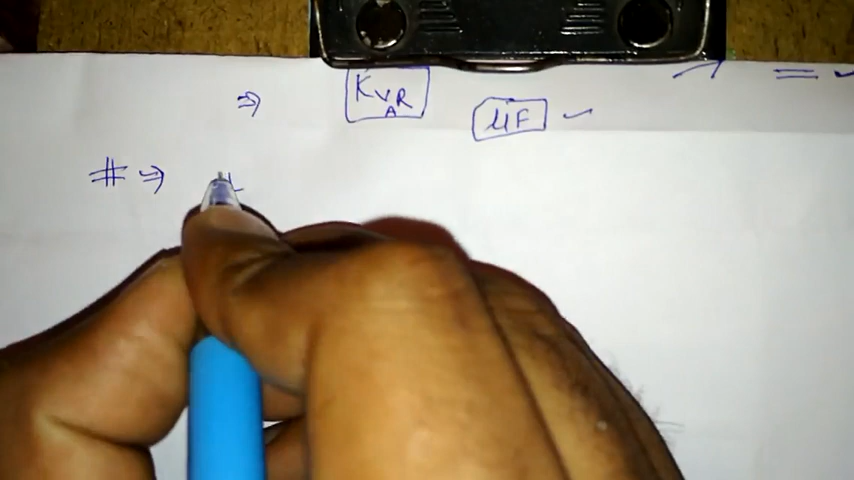 ⇒ KVAR
μF ✓
# ⇒